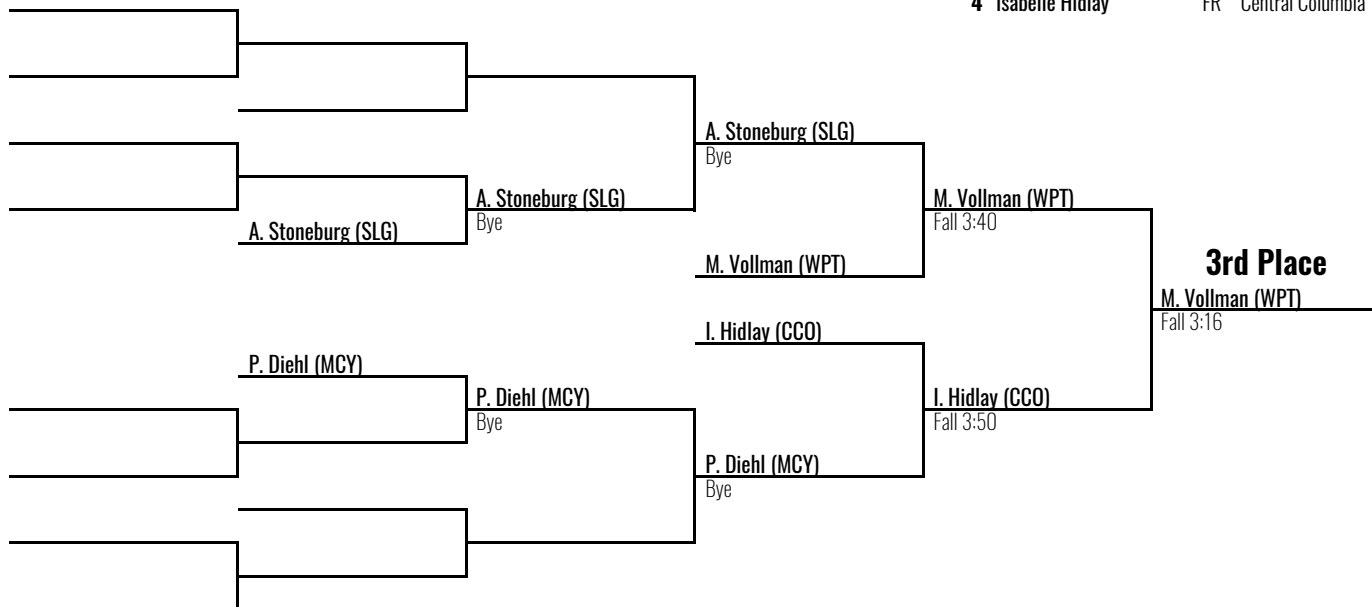 4 Isabelle Hidlay FR Central Columbia
A. Stoneburg (SLG)
Bye
A. Stoneburg (SLG)
Bye
M. Vollman (WPT)
Fall 3:40
A. Stoneburg (SLG)
M. Vollman (WPT)
3rd Place
M. Vollman (WPT)
Fall 3:16
I. Hidlay (CCO)
P. Diehl (MCY)
P. Diehl (MCY)
Bye
I. Hidlay (CCO)
Fall 3:50
P. Diehl (MCY)
Bye